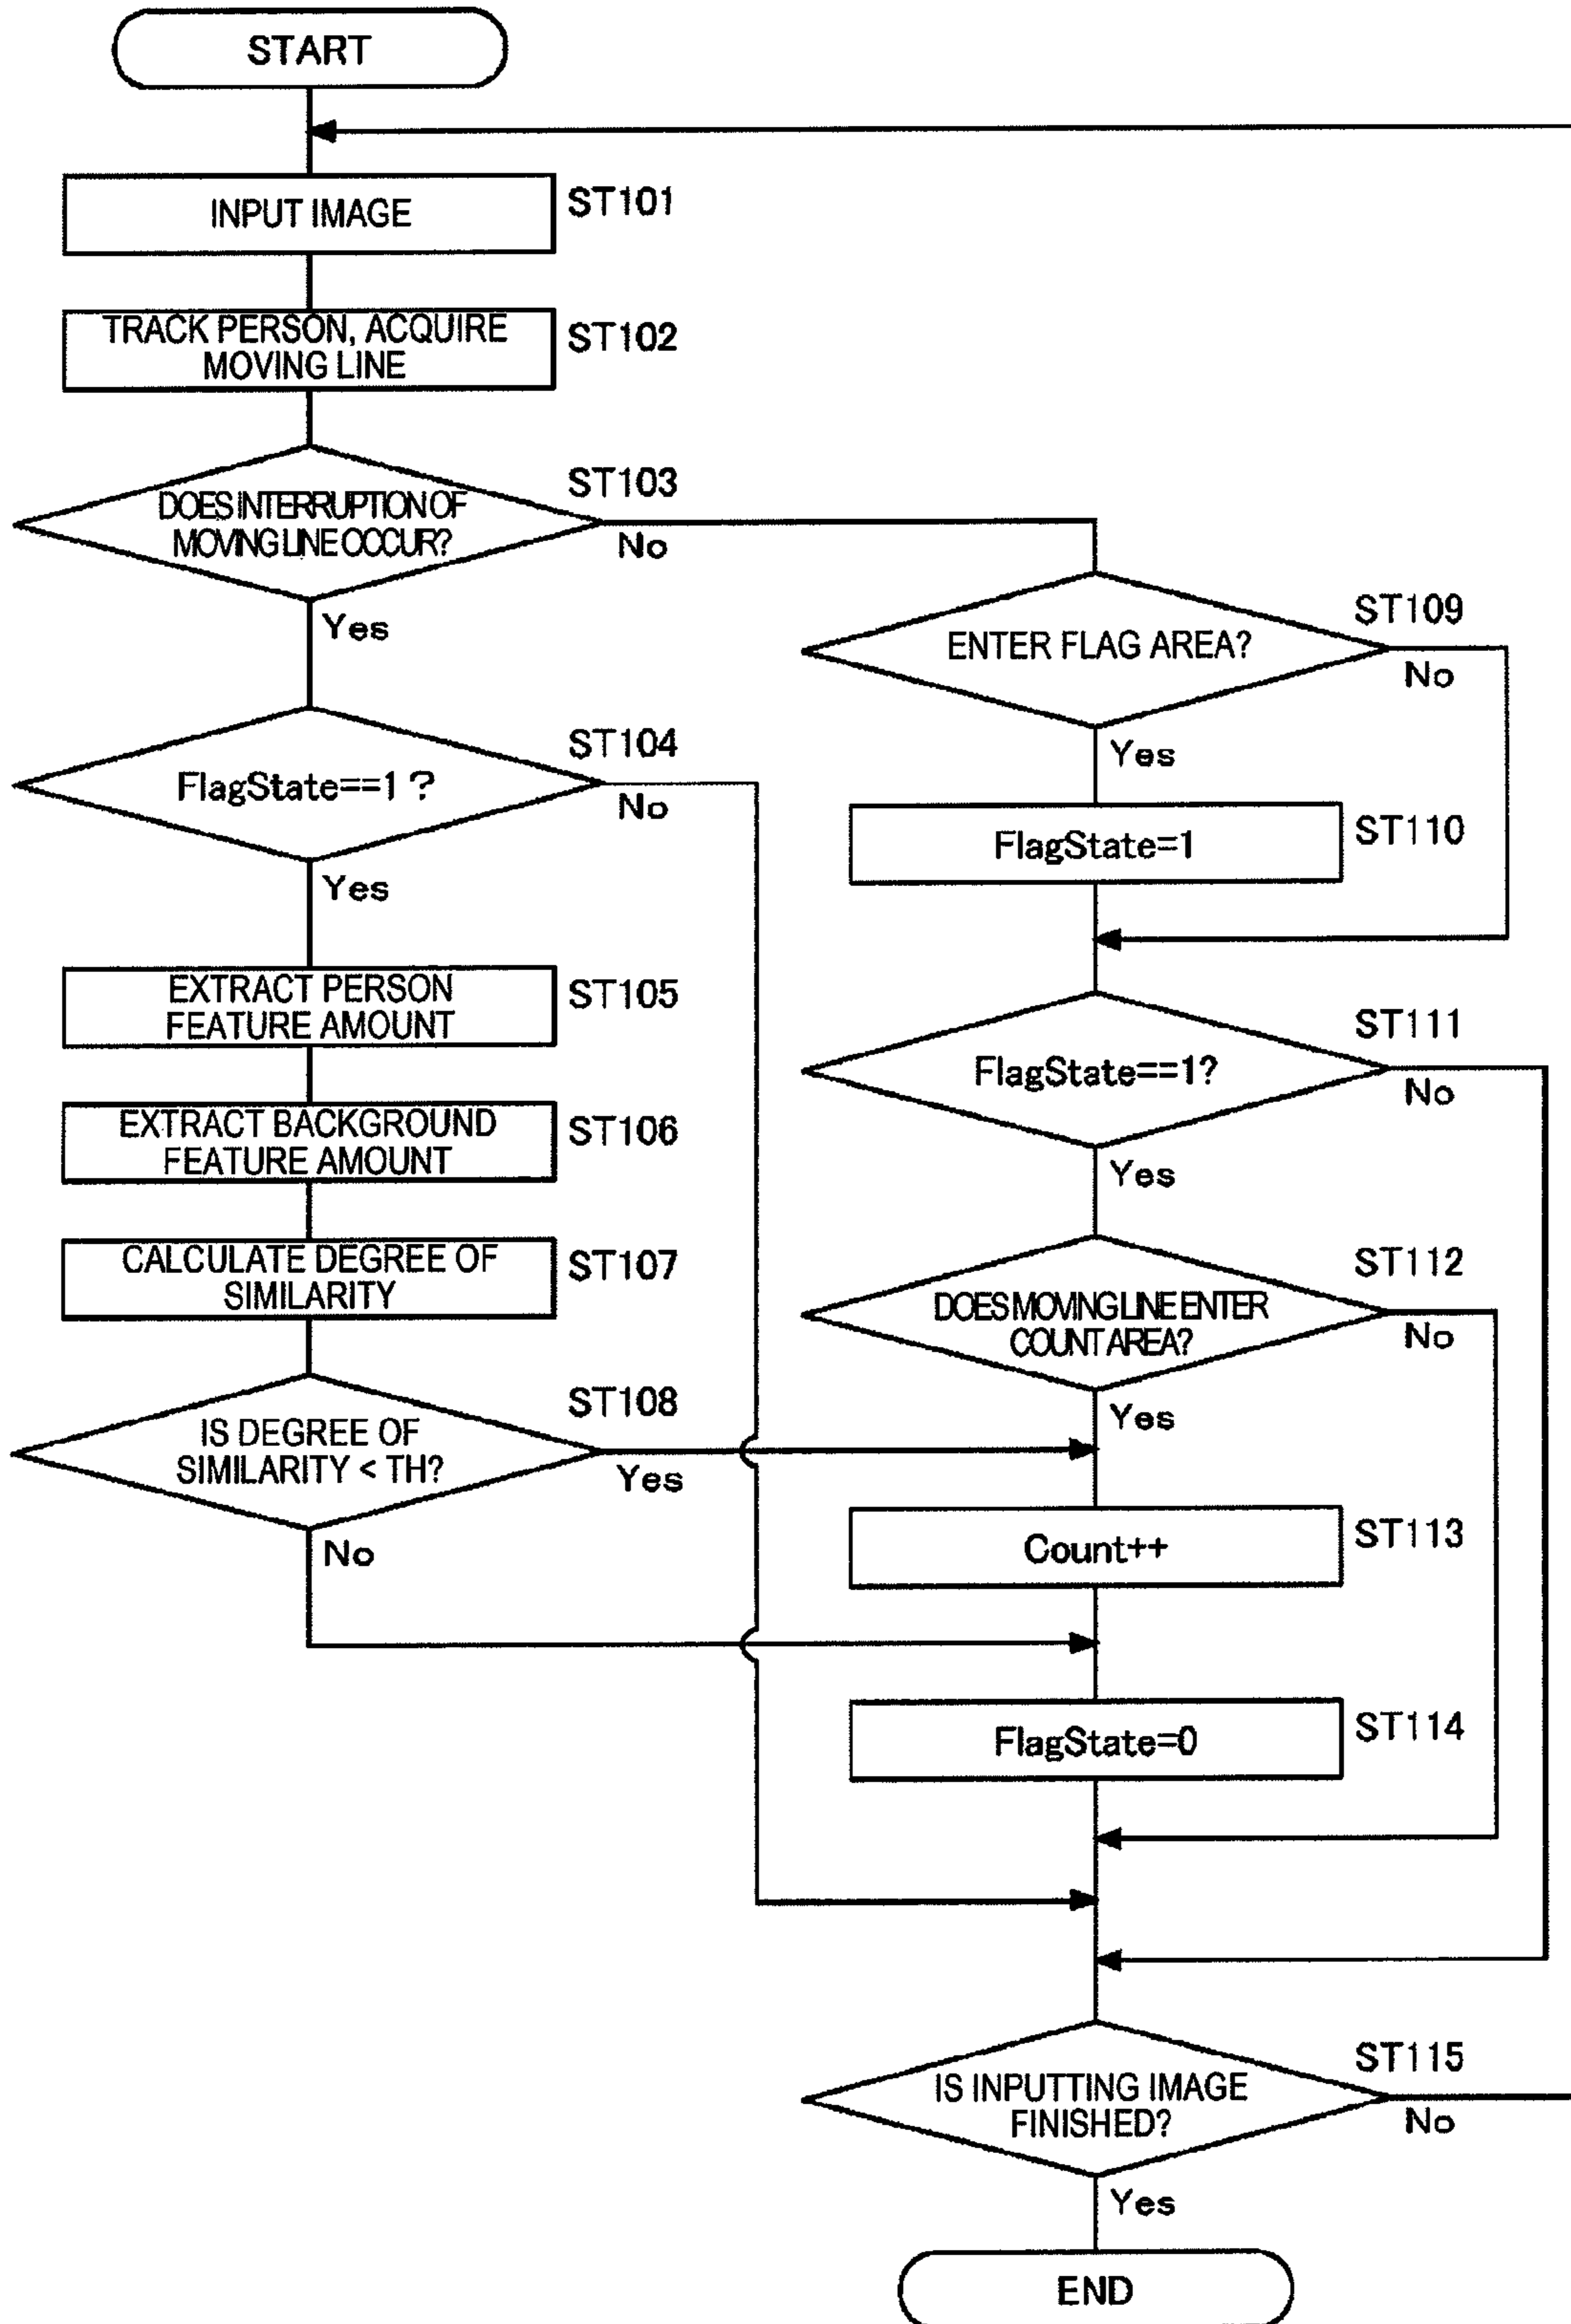 START
INPUT IMAGE
ST101
TRACK PERSON, ACQUIRE
MOVING LINE
ST102
DOES INTERRUPTION OF
MOVING LINE OCCUR?
ST103
No
Yes
FlagState==1 ?
ST104
No
Yes
EXTRACT PERSON
FEATURE AMOUNT
ST105
EXTRACT BACKGROUND
FEATURE AMOUNT
ST106
CALCULATE DEGREE OF
SIMILARITY
ST107
IS DEGREE OF
SIMILARITY < TH?
ST108
Yes
No
ENTER FLAG AREA?
ST109
No
Yes
FlagState=1
ST110
FlagState==1?
ST111
No
Yes
DOES MOVING LINE ENTER
COUNT AREA?
ST112
No
Yes
Count++
ST113
FlagState=0
ST114
IS INPUTTING IMAGE
FINISHED?
ST115
No
Yes
END